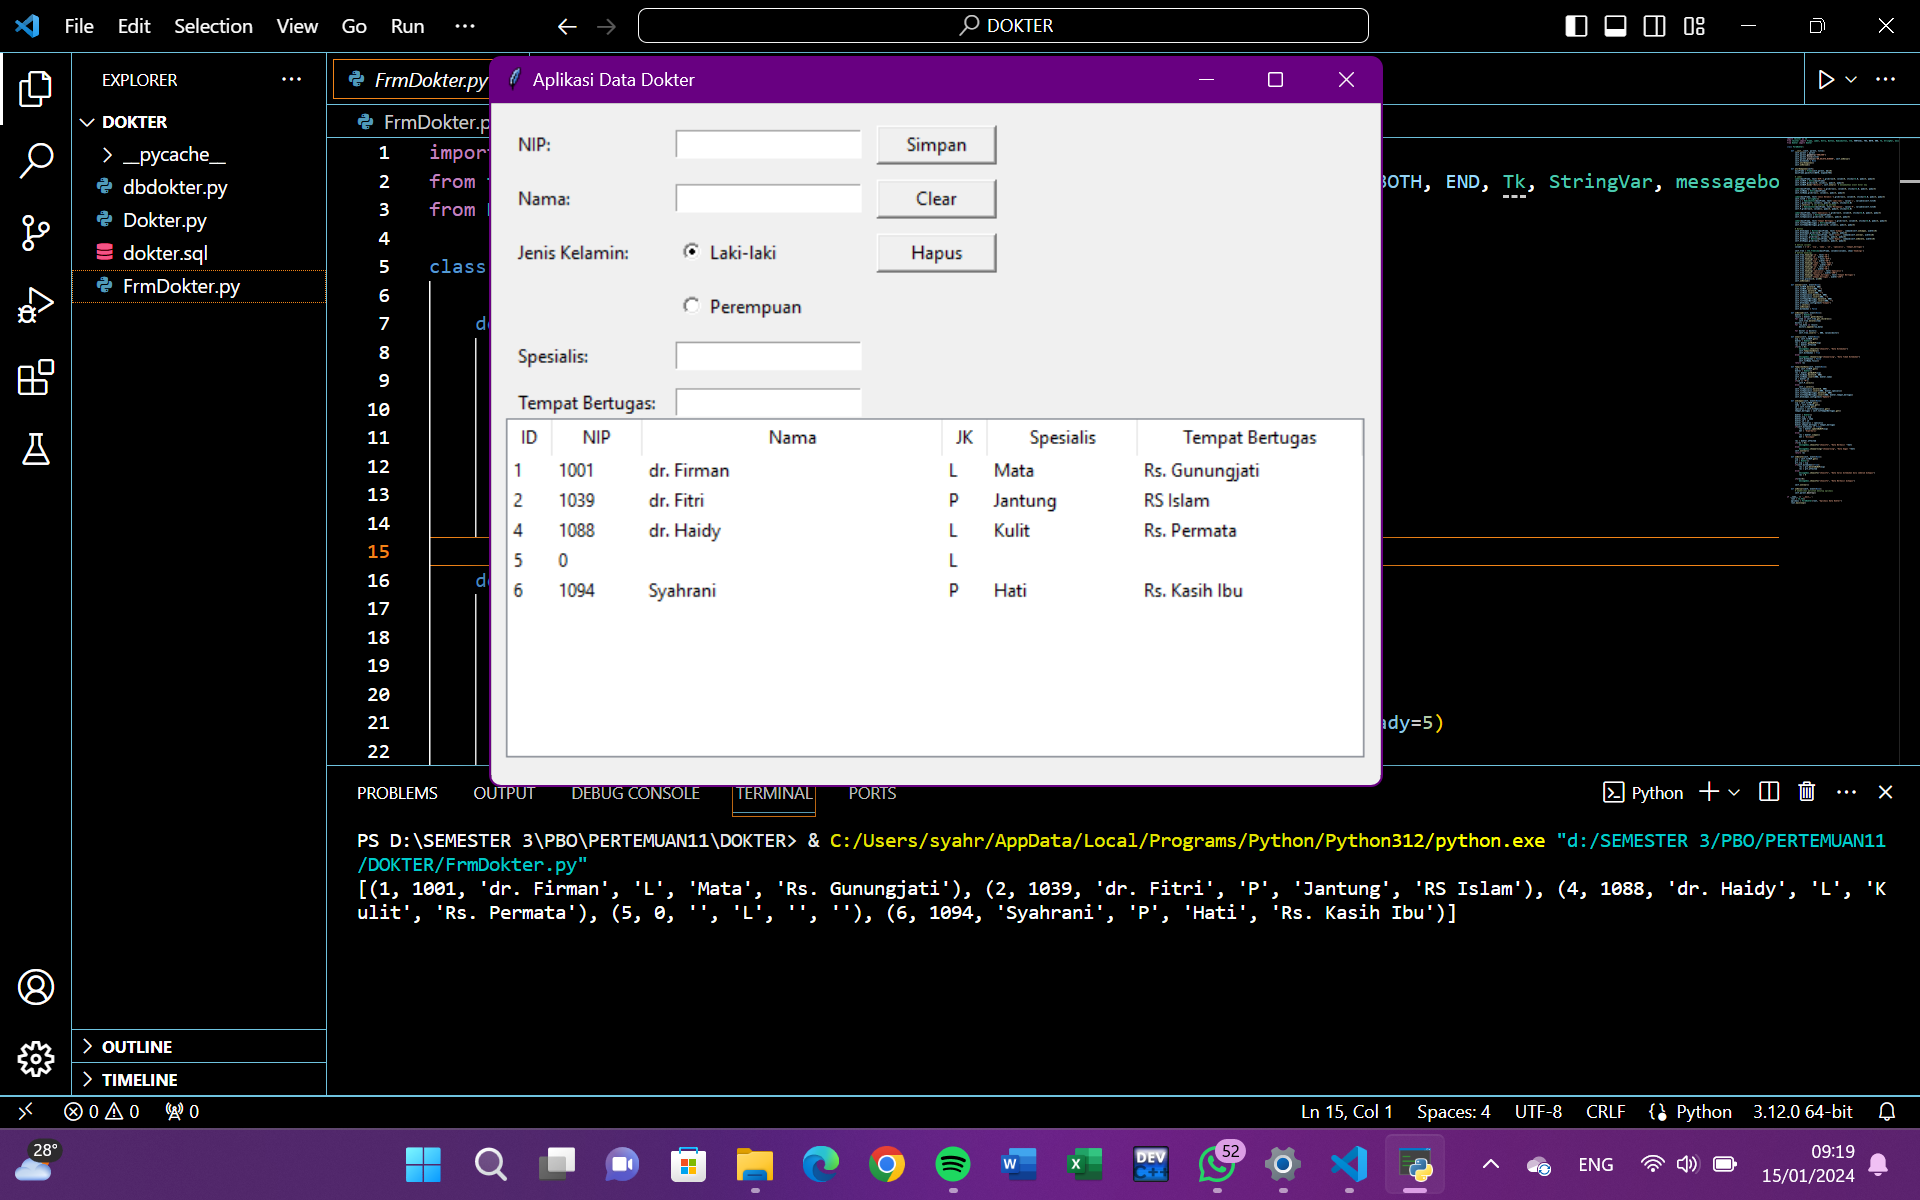 File Edit Selection View Go Run ··· DOKTER
EXPLORER
DOKTER
__pycache__
dbdokter.py
Dokter.py
dokter.sql
FrmDokter.py
OUTLINE
TIMELINE
FrmDokter.py
FrmDokter.p
1 impor
2 from BOTH, END, Tk, StringVar, messagebo
3 from
4
5 class
6
7 de
8
9
10
11
12
13
14
15
16 de
17
18
19
20
21 ady=5)
22
Aplikasi Data Dokter
NIP: Simpan
Nama: Clear
Jenis Kelamin: Laki-laki Hapus
Perempuan
Spesialis:
Tempat Bertugas:
ID NIP Nama JK Spesialis Tempat Bertugas
1 1001 dr. Firman L Mata Rs. Gunungjati
2 1039 dr. Fitri P Jantung RS Islam
4 1088 dr. Haidy L Kulit Rs. Permata
5 0 L
6 1094 Syahrani P Hati Rs. Kasih Ibu
PROBLEMS OUTPUT DEBUG CONSOLE TERMINAL PORTS Python
PS D:\SEMESTER 3\PBO\PERTEMUAN11\DOKTER> & C:/Users/syahr/AppData/Local/Programs/Python/Python312/python.exe "d:/SEMESTER 3/PBO/PERTEMUAN11
/DOKTER/FrmDokter.py"
[(1, 1001, 'dr. Firman', 'L', 'Mata', 'Rs. Gunungjati'), (2, 1039, 'dr. Fitri', 'P', 'Jantung', 'RS Islam'), (4, 1088, 'dr. Haidy', 'L', 'K
ulit', 'Rs. Permata'), (5, 0, '', 'L', '', ''), (6, 1094, 'Syahrani', 'P', 'Hati', 'Rs. Kasih Ibu')]
0 0 0 Ln 15, Col 1 Spaces: 4 UTF-8 CRLF Python 3.12.0 64-bit
28° DEV C++ 52 ENG 09:19
15/01/2024